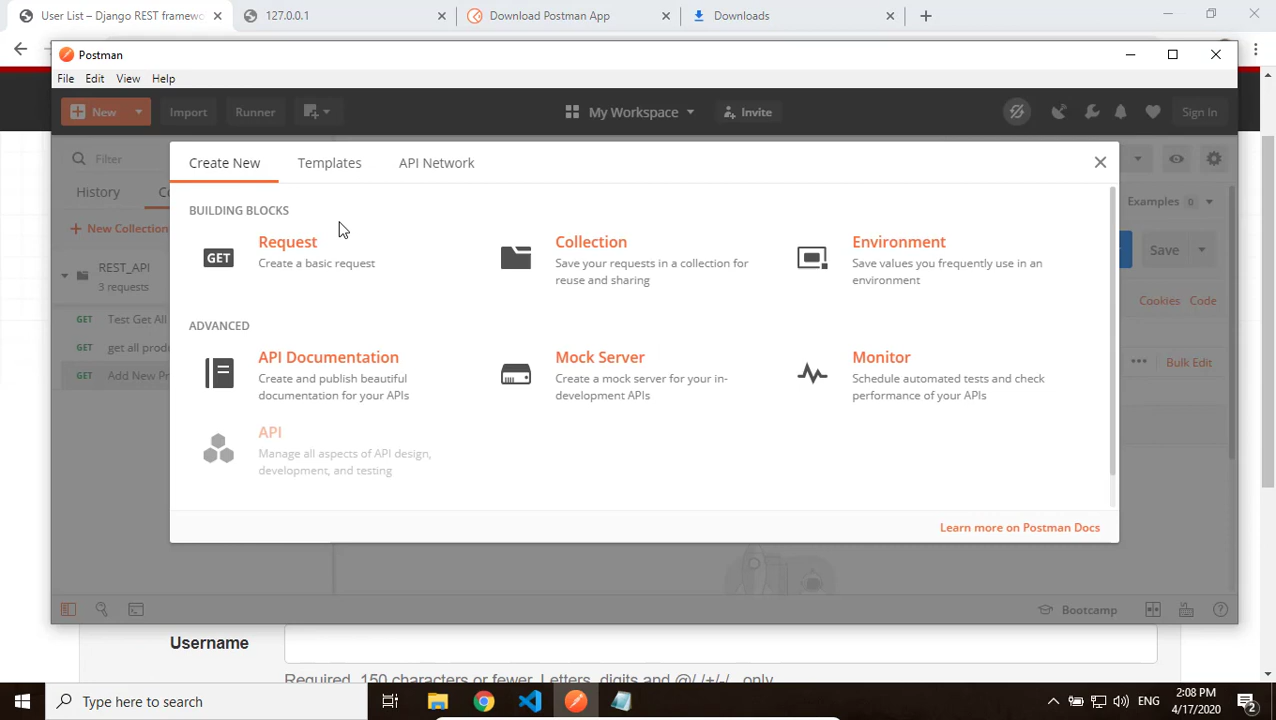 User List – Django REST framewo
127.0.0.1
Download Postman App
Downloads
Postman
File Edit View Help
New
Import
Runner
My Workspace
Invite
Sign In
Filter
Create New
Templates
API Network
History
Examples 0
New Collection
BUILDING BLOCKS
GET
Request
Create a basic request
Collection
Save your requests in a collection for
reuse and sharing
Environment
Save values you frequently use in an
environment
Save
REST_API
3 requests
Cookies Code
GET Test Get All
GET get all prod
GET Add New Pr
ADVANCED
API Documentation
Create and publish beautiful
documentation for your APIs
Mock Server
Create a mock server for your in-
development APIs
Monitor
Schedule automated tests and check
performance of your APIs
Bulk Edit
API
Manage all aspects of API design,
development, and testing
Learn more on Postman Docs
Bootcamp
Username
Required. 150 characters or fewer. Letters, digits and @/./+/-/_ only.
Type here to search
ENG
2:08 PM
4/17/2020
2